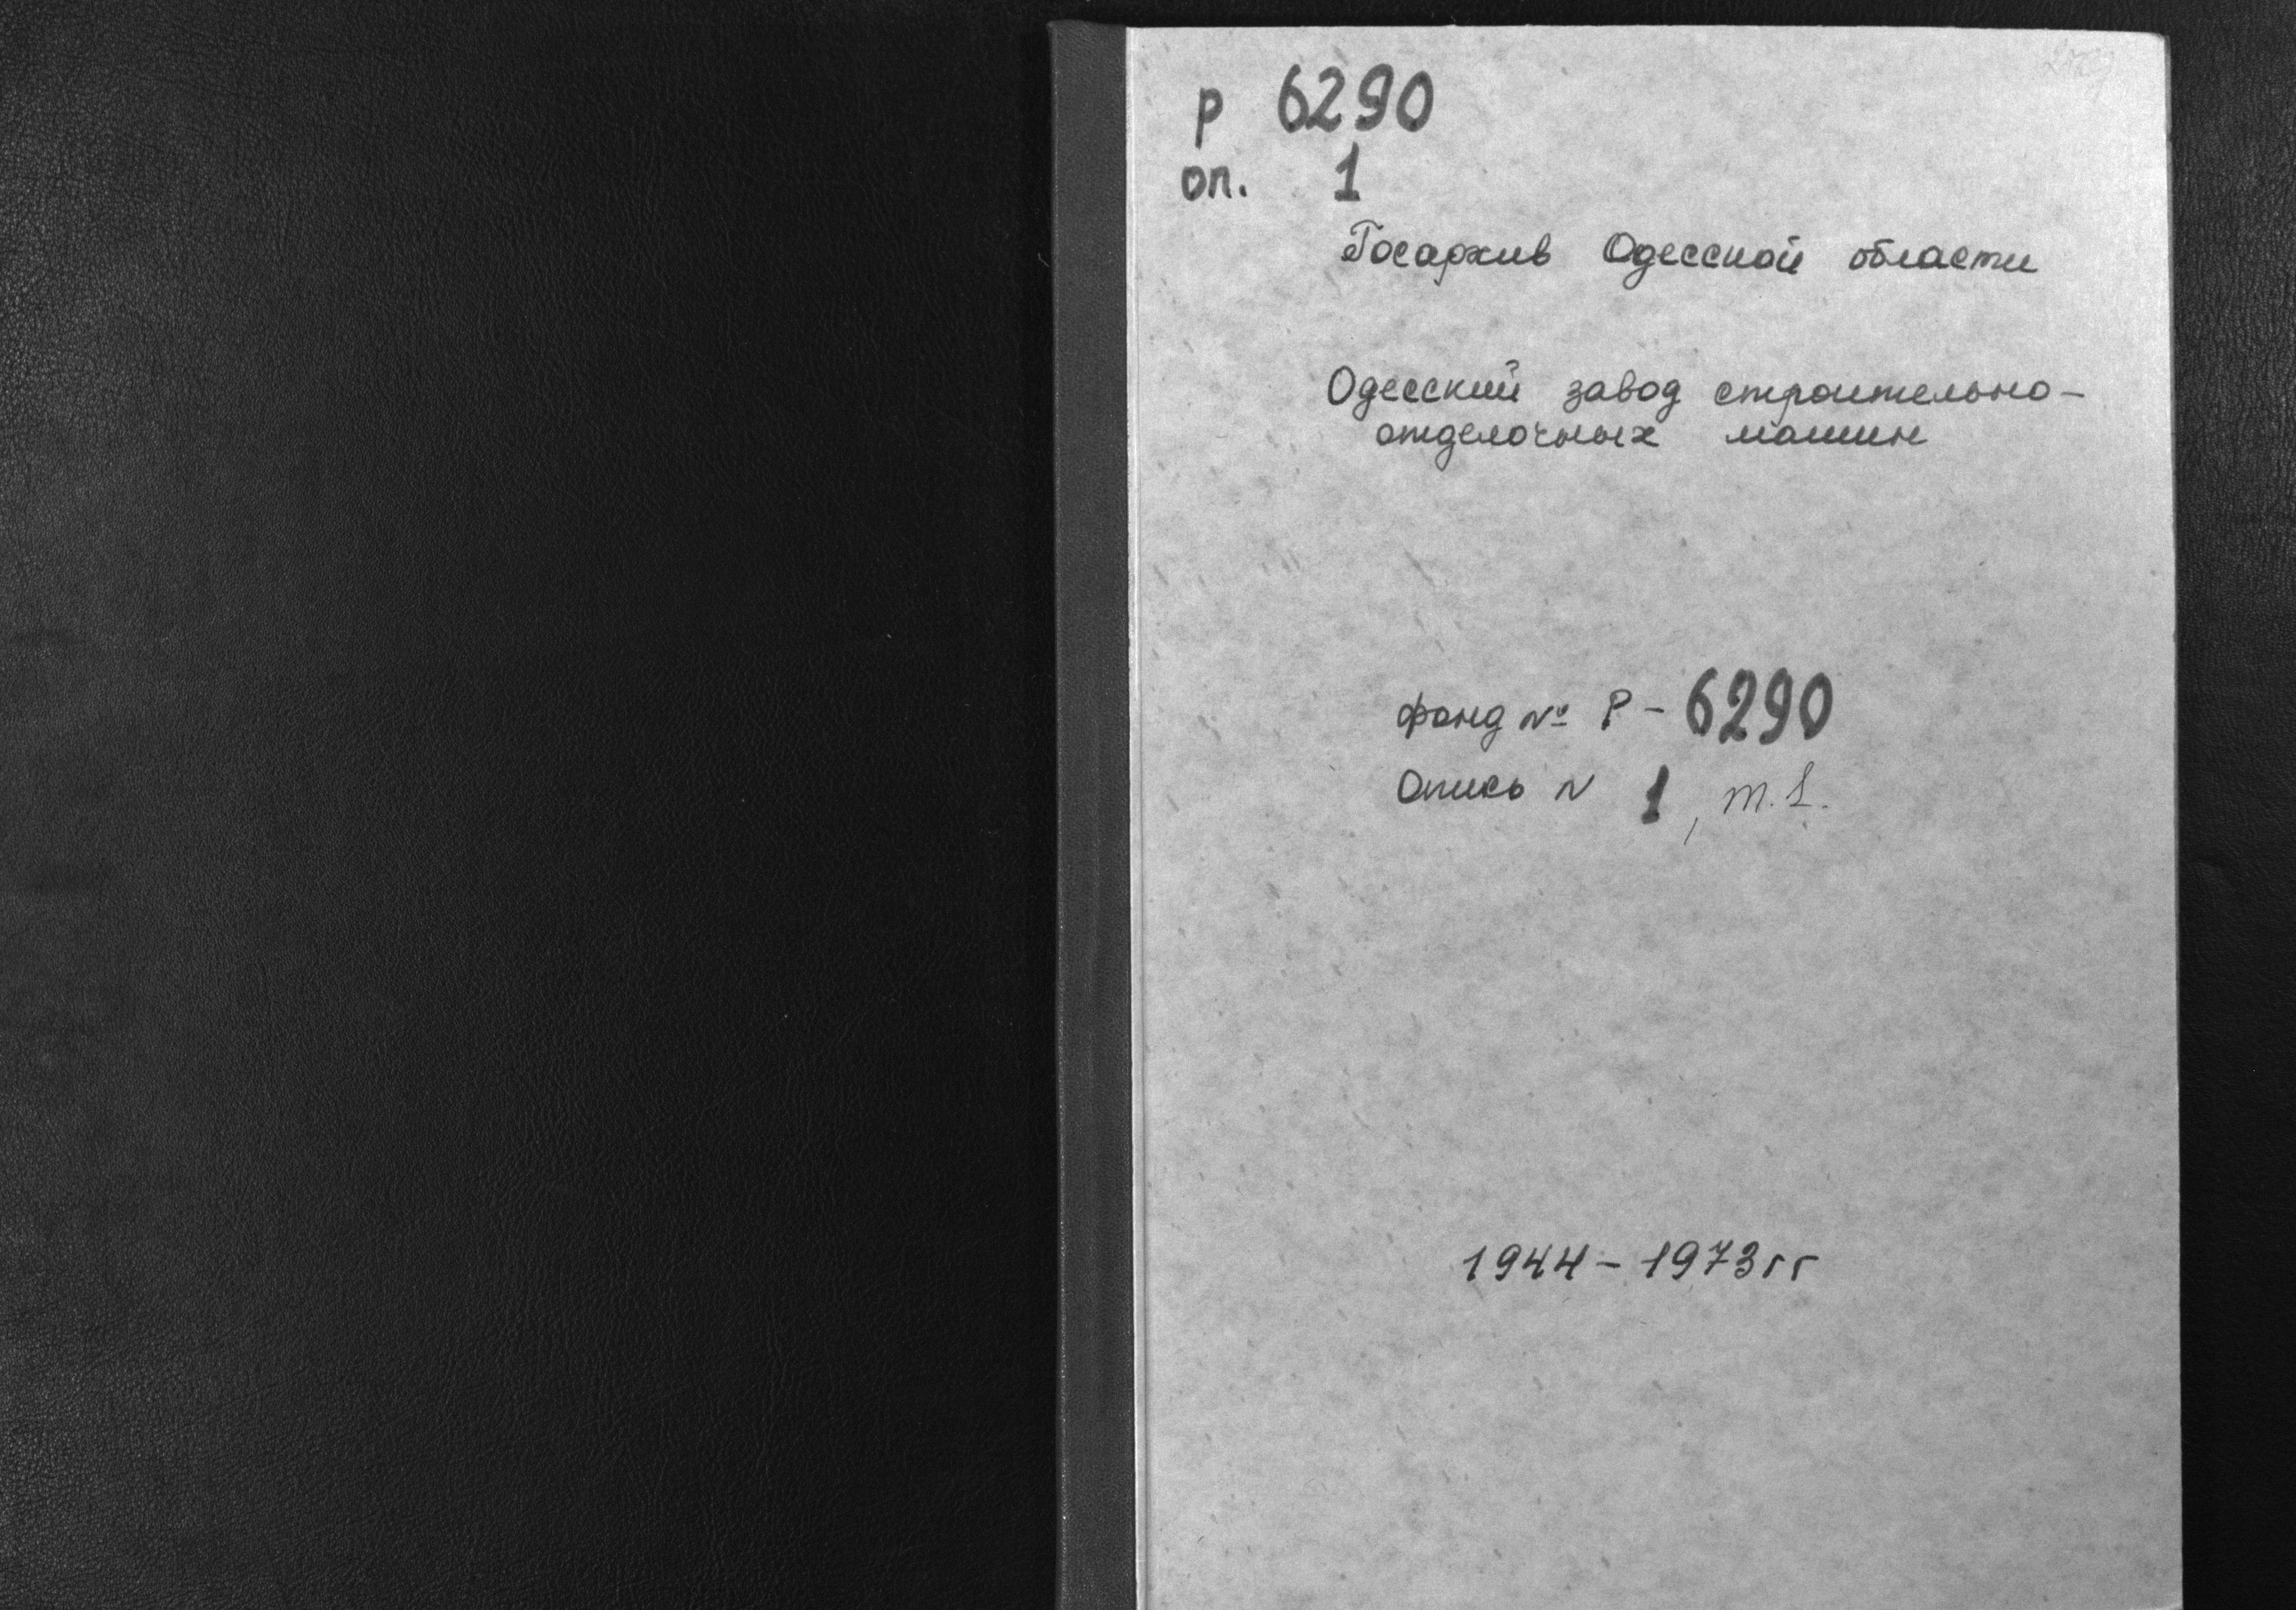 р 6290
оп. 1
Госархив Одесской области
Одесский завод строительно-
отделочных машин
фонд № Р - 6290
Опись N 1, т. 1.
1944 - 1973 гг